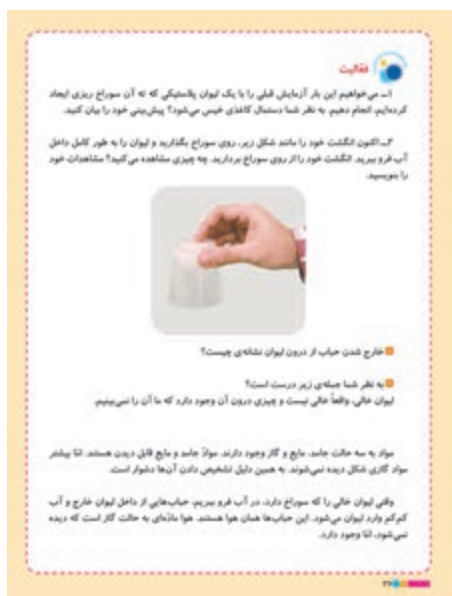 فعالیت
۱ـ می‌خواهیم این بار آزمایش قبلی را با یک لیوان پلاستیکی که ته آن سوراخ ریزی ایجاد
کرده‌ایم، انجام دهیم. به نظر شما دستمال کاغذی خیس می‌شود؟ پیش‌بینی خود را بیان کنید.
۲ـ اکنون انگشت خود را مانند شکل زیر، روی سوراخ بگذارید و لیوان را به طور کامل داخل
آب فرو ببرید. انگشت خود را از روی سوراخ بردارید. چه چیزی مشاهده می‌کنید؟ مشاهدات خود
را بنویسید.
خارج شدن حباب از درون لیوان نشانه‌ی چیست؟
به نظر شما جمله‌ی زیر درست است؟
لیوان خالی، واقعاً خالی نیست و چیزی درون آن وجود دارد که ما آن را نمی‌بینیم.
مواد به سه حالت جامد، مایع و گاز وجود دارند. موادّ جامد و مایع قابل دیدن هستند. امّا بیشتر
مواد گازی شکل دیده نمی‌شوند. به همین دلیل تشخیص دادن آن‌ها دشوار است.
وقتی لیوان خالی را که سوراخ دارد، در آب فرو ببریم، حباب‌هایی از داخل لیوان خارج و آب
کم‌کم وارد لیوان می‌شود. این حباب‌ها همان هوا هستند. هوا ماده‌ای به حالت گاز است که دیده
نمی‌شود، امّا وجود دارد.